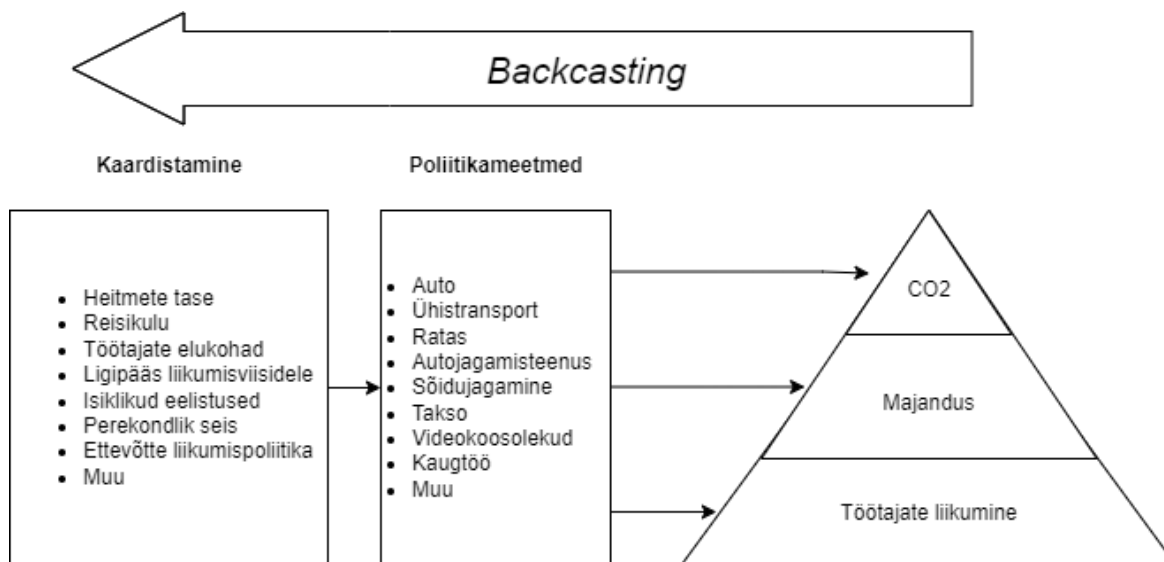 Backcasting
Kaardistamine
Poliitikameetmed
Heitmete tase
Reisikulu
Töötajate elukohad
Ligipääs liikumisviisidele
Isiklikud eelistused
Perekondlik seis
Ettevõtte liikumispoliitika
Muu
Auto
Ühistransport
Ratas
Autojagamisteenus
Sõidujagamine
Takso
Videokoosolekud
Kaugtöö
Muu
CO2
Majandus
Töötajate liikumine